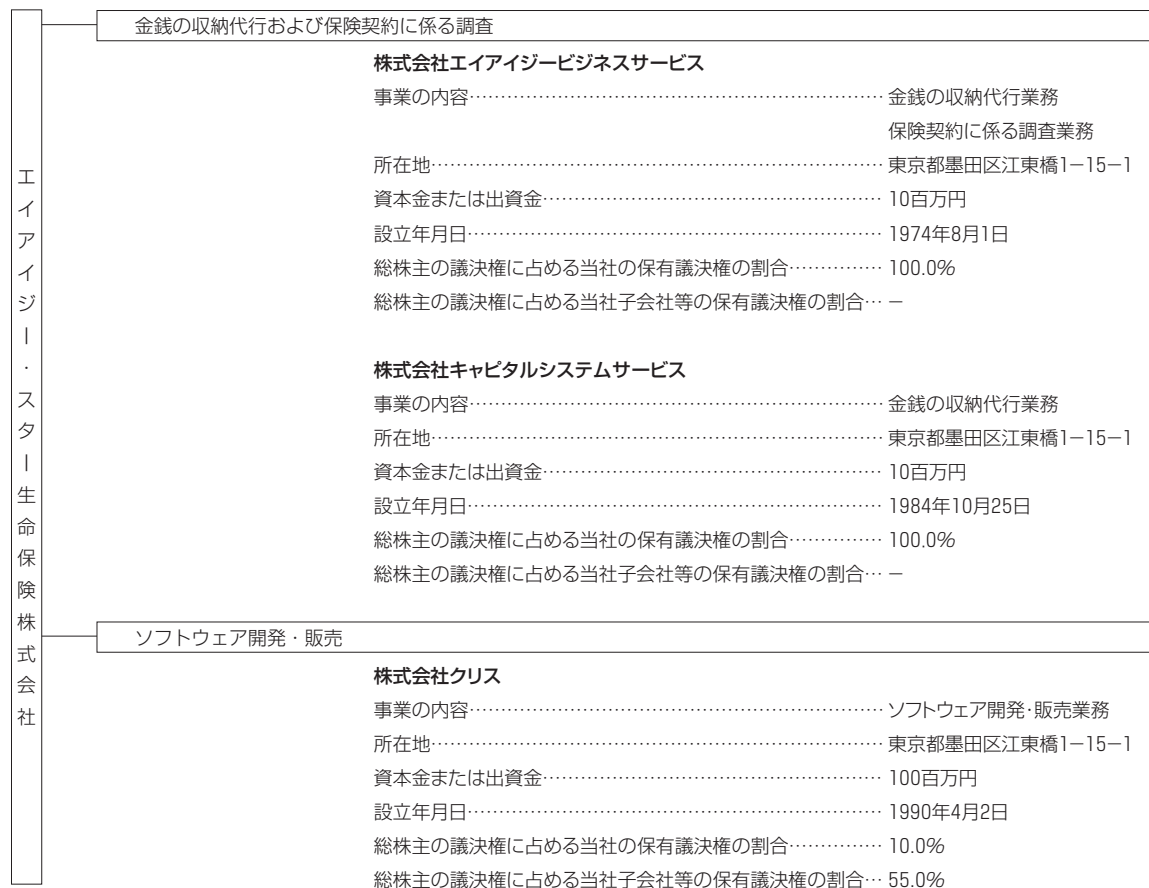 エイアイジー・スター生命保険株式会社
金銭の収納代行および保険契約に係る調査
株式会社エイアイジービジネスサービス
事業の内容…………………………………………………………… 金銭の収納代行業務
保険契約に係る調査業務
所在地………………………………………………………………… 東京都墨田区江東橋1−15−1
資本金または出資金………………………………………………… 10百万円
設立年月日…………………………………………………………… 1974年8月1日
総株主の議決権に占める当社の保有議決権の割合…………… 100.0%
総株主の議決権に占める当社子会社等の保有議決権の割合… −
株式会社キャピタルシステムサービス
事業の内容…………………………………………………………… 金銭の収納代行業務
所在地………………………………………………………………… 東京都墨田区江東橋1−15−1
資本金または出資金………………………………………………… 10百万円
設立年月日…………………………………………………………… 1984年10月25日
総株主の議決権に占める当社の保有議決権の割合…………… 100.0%
総株主の議決権に占める当社子会社等の保有議決権の割合… −
ソフトウェア開発・販売
株式会社クリス
事業の内容…………………………………………………………… ソフトウェア開発・販売業務
所在地………………………………………………………………… 東京都墨田区江東橋1−15−1
資本金または出資金………………………………………………… 100百万円
設立年月日…………………………………………………………… 1990年4月2日
総株主の議決権に占める当社の保有議決権の割合…………… 10.0%
総株主の議決権に占める当社子会社等の保有議決権の割合… 55.0%